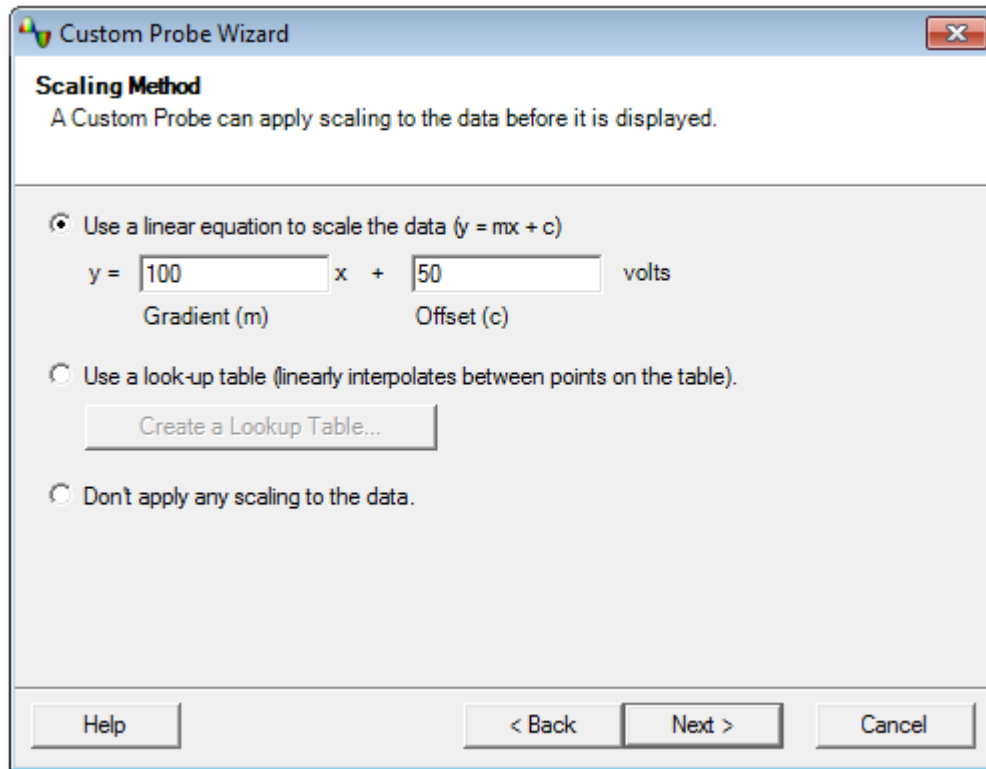 Custom Probe Wizard
Scaling Method
A Custom Probe can apply scaling to the data before it is displayed.
Use a linear equation to scale the data (y = mx + c)
y = 100 x + 50 volts
Gradient (m) Offset (c)
Use a look-up table (linearly interpolates between points on the table).
Create a Lookup Table...
Don't apply any scaling to the data.
Help < Back Next > Cancel